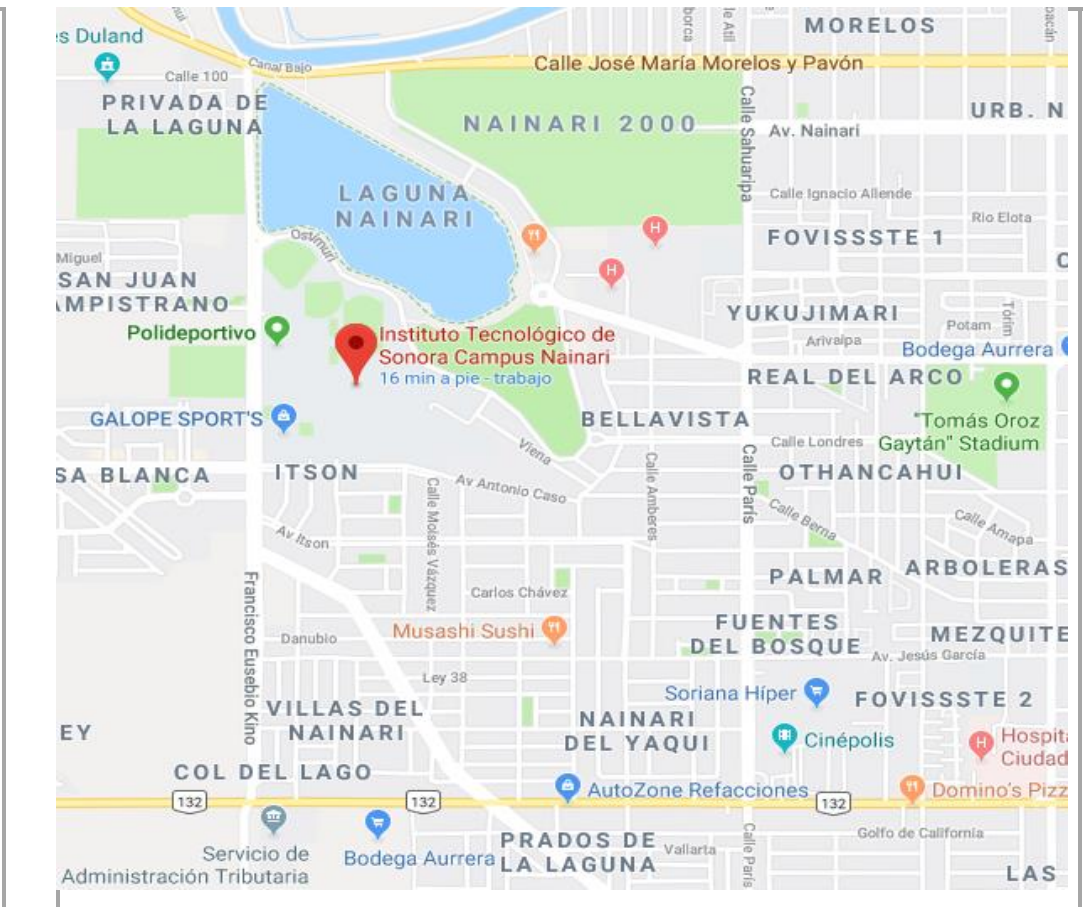 MORELOS
es Duland
Canal Bajo
Calle José María Morelos y Pavón
Calle 100
PRIVADA DE
LA LAGUNA
NAINARI 2000
Calle Sahuaripa
URB. N
Av. Nainari
LAGUNA
NAINARI
Calle Ignacio Allende
Rio Elota
Ostimuri
FOVISSSTE 1
Miguel
SAN JUAN
AMPISTRANO
YUKUJIMARI
Tórim
Potam
Polideportivo
Instituto Tecnológico de
Sonora Campus Nainari
16 min a pie - trabajo
Arivaipa
Bodega Aurrera
REAL DEL ARCO
GALOPE SPORT'S
BELLAVISTA
"Tomás Oroz
Gaytán" Stadium
Calle Londres
Viena
SA BLANCA
ITSON
Av Antonio Caso
Calle Moisés Vázquez
Calle Amberes
Calle París
OTHANCAHUI
Calle Berna
Calle Amapa
Av Itson
PALMAR
ARBOLERAS
Francisco Eusebio Kino
Carlos Chávez
Danubio
Musashi Sushi
FUENTES
DEL BOSQUE
MEZQUITE
Av. Jesús García
Ley 38
Soriana Híper
FOVISSSTE 2
VILLAS DEL
NAINARI
EY
NAINARI
DEL YAQUI
Cinépolis
Hospita
Ciudad
COL DEL LAGO
AutoZone Refacciones
Domino's Pizz
132
132
132
Servicio de
Administración Tributaria
Bodega Aurrera
PRADOS DE
LA LAGUNA
Vallarta
Calle París
Golfo de California
LAS